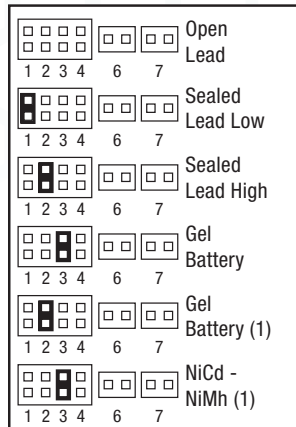 Open
Lead
1 2 3 4 6 7
Sealed
Lead Low
1 2 3 4 6 7
Sealed
Lead High
1 2 3 4 6 7
Gel
Battery
1 2 3 4 6 7
Gel
Battery (1)
1 2 3 4 6 7
NiCd -
NiMh (1)
1 2 3 4 6 7